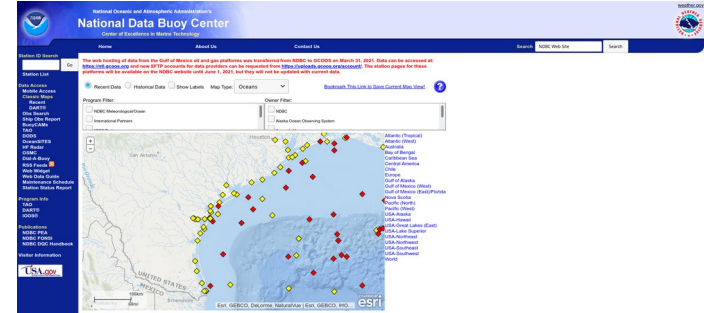 weather.gov
NOAA
National Oceanic and Atmospheric Administration's
National Data Buoy Center
Center of Excellence in Marine Technology
Home About Us Contact Us Search NDBC Web Site Search
Station ID Search
Go
Station List
Data Access
Mobile Access
Classic Maps
Recent
DART®
Obs Search
Ship Obs Report
BuoyCAMs
TAO
DODS
OceanSITES
HF Radar
OSMC
Dial-A-Buoy
RSS Feeds
Web Widget
Web Data Guide
Maintenance Schedule
Station Status Report
Program Info
TAO
DART®
IOOS®
Publications
NDBC PEA
NDBC FONSI
NDBC DQC Handbook
Visitor Information
USA.gov
The web hosting of data from the Gulf of Mexico oil and gas platforms was transferred from NDBC to GCOOS on March 31, 2021. Data can be accessed at:
https://ntl.gcoos.org and new SFTP accounts for data providers can be requested from https://uploads.gcoos.org/account/. The station pages for these
platforms will be available on the NDBC website until June 1, 2021, but they will not be updated with current data.
Recent Data Historical Data Show Labels Map Type: Oceans Bookmark This Link to Save Current Map View! ?
Program Filter:
NDBC Meteorological/Ocean
International Partners
Owner Filter:
NDBC
Alaska Ocean Observing System
+
−
San Antonio
Houston
UNITED STATES
MEXICO
100km
60mi
Esri, GEBCO, DeLorme, NaturalVue | Esri, GEBCO, IHO...
esri
Atlantic (Tropical)
Atlantic (West)
Australia
Bay of Bengal
Caribbean Sea
Central America
Chile
Europe
Gulf of Alaska
Gulf of Mexico (West)
Gulf of Mexico (East)/Florida
Nova Scotia
Pacific (North)
Pacific (West)
USA-Alaska
USA-Hawaii
USA-Great Lakes (East)
USA-Lake Superior
USA-Northeast
USA-Northwest
USA-Southeast
USA-Southwest
World